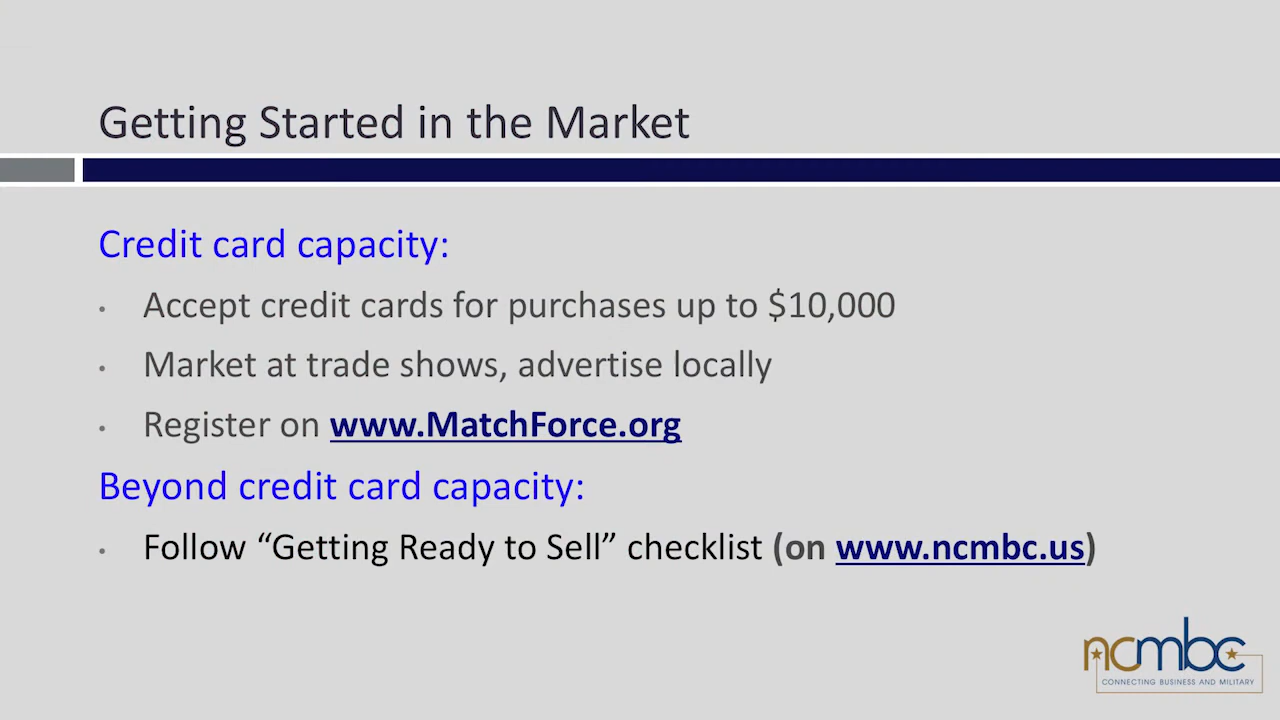 Getting Started in the Market
Credit card capacity:
• Accept credit cards for purchases up to $10,000
• Market at trade shows, advertise locally
• Register on www.MatchForce.org
Beyond credit card capacity:
• Follow “Getting Ready to Sell” checklist (on www.ncmbc.us)
ncmbc
CONNECTING BUSINESS AND MILITARY